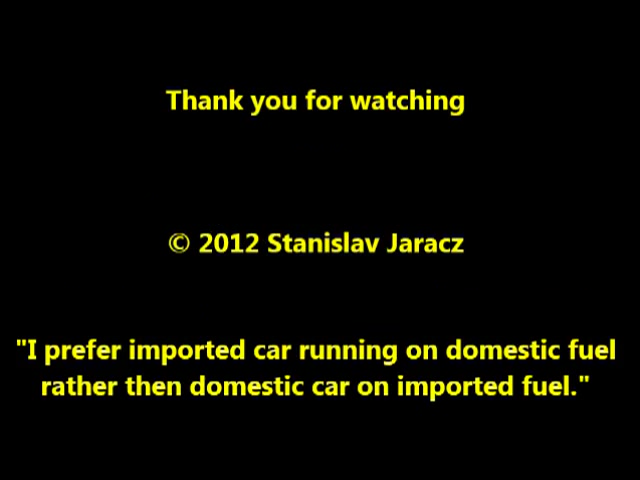 Thank you for watching
© 2012 Stanislav Jaracz
"I prefer imported car running on domestic fuel
rather then domestic car on imported fuel."